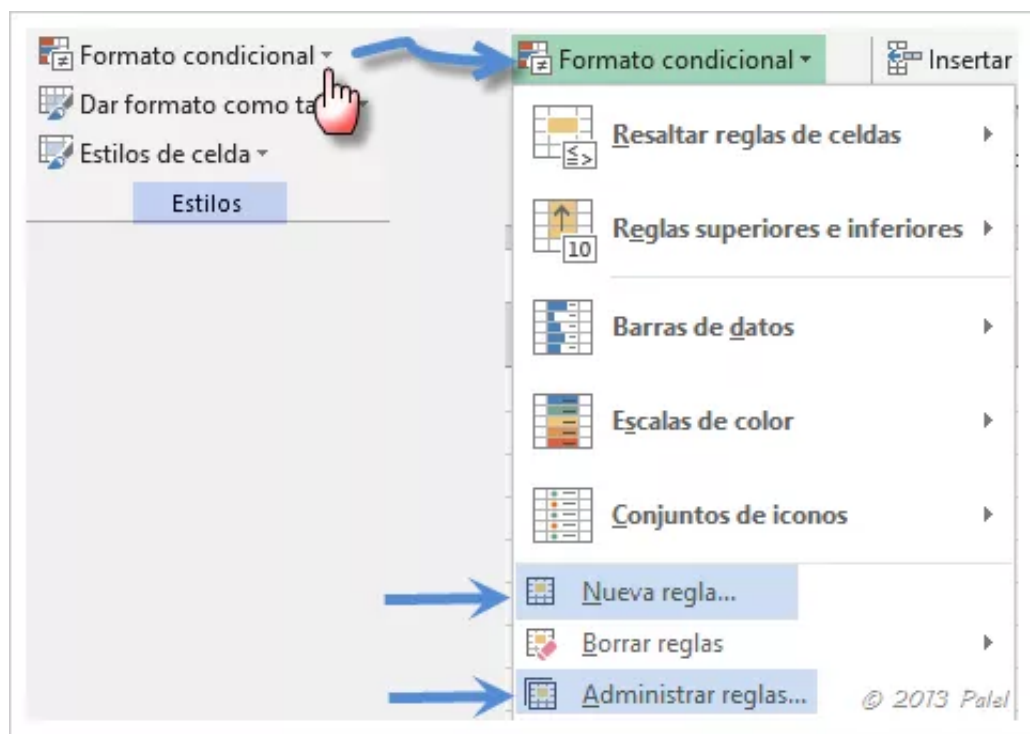 Formato condicional
Dar formato como ta
Estilos de celda
Estilos
Formato condicional
Insertar
Resaltar reglas de celdas
Reglas superiores e inferiores
10
Barras de datos
Escalas de color
Conjuntos de iconos
Nueva regla...
Borrar reglas
Administrar reglas...
© 2013 Palel